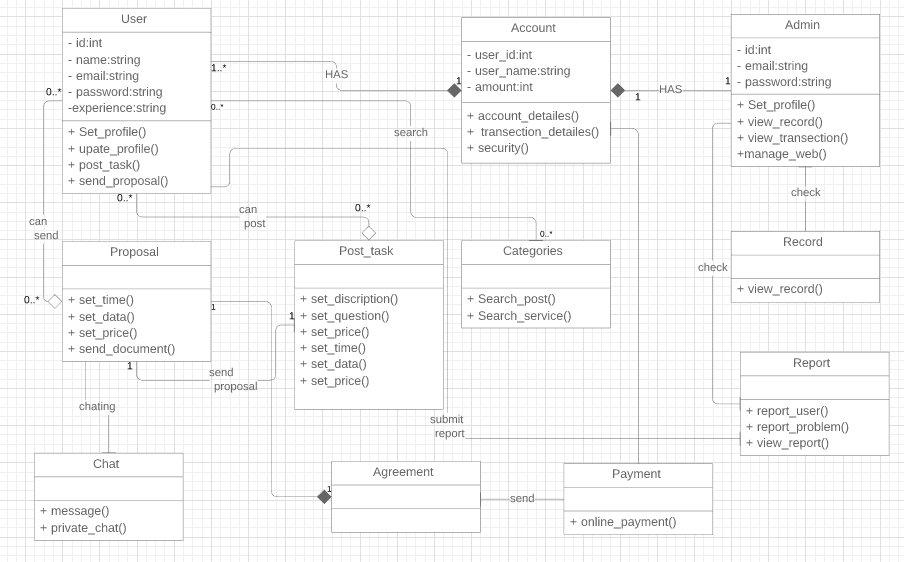 User
- id:int
- name:string
- email:string
- password:string
-experience:string
+ Set_profile()
+ upate_profile()
+ post_task()
+ send_proposal()
1..*
HAS
1
0..*
0..*
search
Account
- user_id:int
- user_name:string
- amount:int
+ account_detailes()
+ transection_detailes()
+ security()
1
HAS
1
Admin
- id:int
- email:string
- password:string
+ Set_profile()
+ view_record()
+ view_transection()
+manage_web()
check
0..*
can
post
0..*
can
send
0..*
0..*
Proposal
+ set_time()
+ set_data()
+ set_price()
+ send_document()
1
1
send
proposal
1
Post_task
+ set_discription()
+ set_question()
+ set_price()
+ set_time()
+ set_data()
+ set_price()
Categories
+ Search_post()
+ Search_service()
Record
+ view_record()
check
Report
+ report_user()
+ report_problem()
+ view_report()
chating
submit
report
Chat
+ message()
+ private_chat()
1
Agreement
send
Payment
+ online_payment()